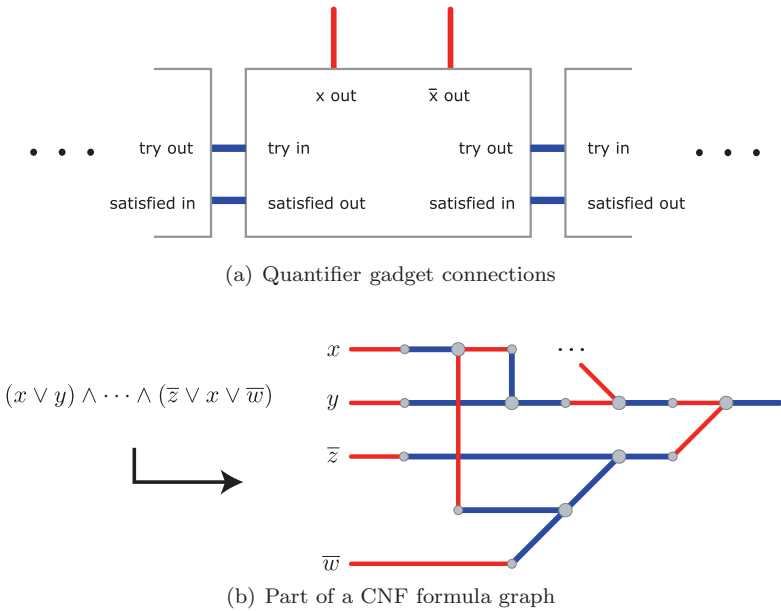 x out x̅ out
try out try in try out try in
• • • • • •
satisfied in satisfied out satisfied in satisfied out
(a) Quantifier gadget connections
x ...
(x ∨ y) ∧ ⋯ ∧ (z̅ ∨ x ∨ w̅) y
z̅
w̅
(b) Part of a CNF formula graph